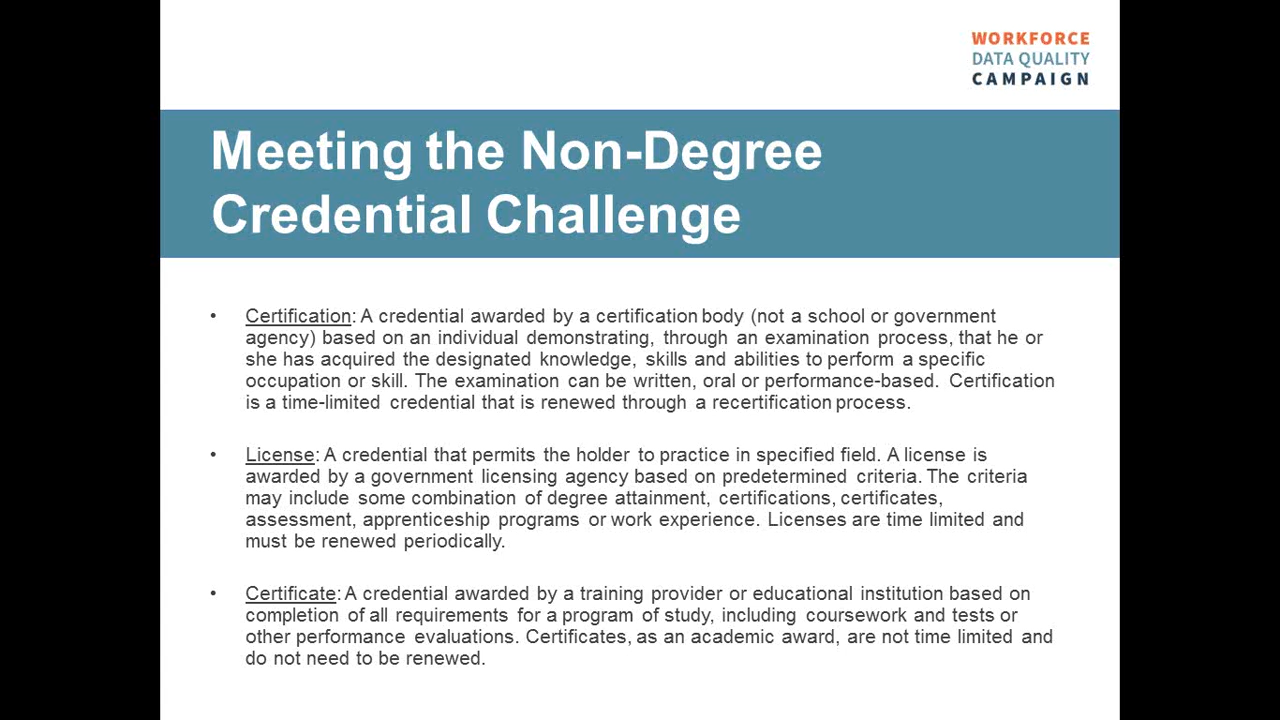 WORKFORCE
DATA QUALITY
CAMPAIGN
Meeting the Non-Degree
Credential Challenge
• Certification: A credential awarded by a certification body (not a school or government
agency) based on an individual demonstrating, through an examination process, that he or
she has acquired the designated knowledge, skills and abilities to perform a specific
occupation or skill. The examination can be written, oral or performance-based. Certification
is a time-limited credential that is renewed through a recertification process.
• License: A credential that permits the holder to practice in specified field. A license is
awarded by a government licensing agency based on predetermined criteria. The criteria
may include some combination of degree attainment, certifications, certificates,
assessment, apprenticeship programs or work experience. Licenses are time limited and
must be renewed periodically.
• Certificate: A credential awarded by a training provider or educational institution based on
completion of all requirements for a program of study, including coursework and tests or
other performance evaluations. Certificates, as an academic award, are not time limited and
do not need to be renewed.